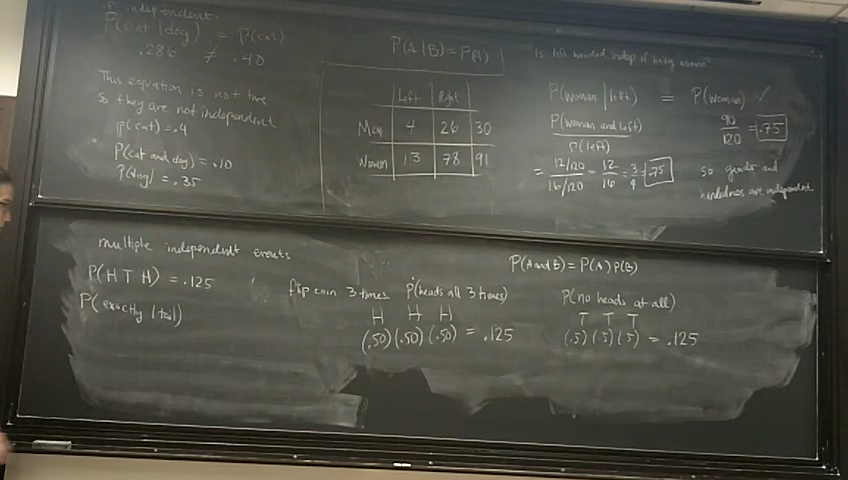 is independent.
P(cat | dog) = P(cat)
.286 ≠ .40
This equation is not true
so they are not independent
P(cat) = .4
P(cat and dog) = .10
P(dog) = .35
P(A|B) = P(A)
Left Right
Men 4 26 30
Women 13 78 91
Is left handed indep of being woman?
P(woman | left) = P(woman) ✓
P(woman and left) / P(left)
90/120 = .75
= 12/120 / 16/120 = 12/16 = 3/4 = .75
so gender and
handedness are independent
multiple independent events
P(H T H) = .125
P(exactly 1 tail)
flip coin 3 times P(heads all 3 times)
H H H
(.50)(.50)(.50) = .125
P(A and B) = P(A) P(B)
P(no heads at all)
T T T
(.5)(.5)(.5) = .125